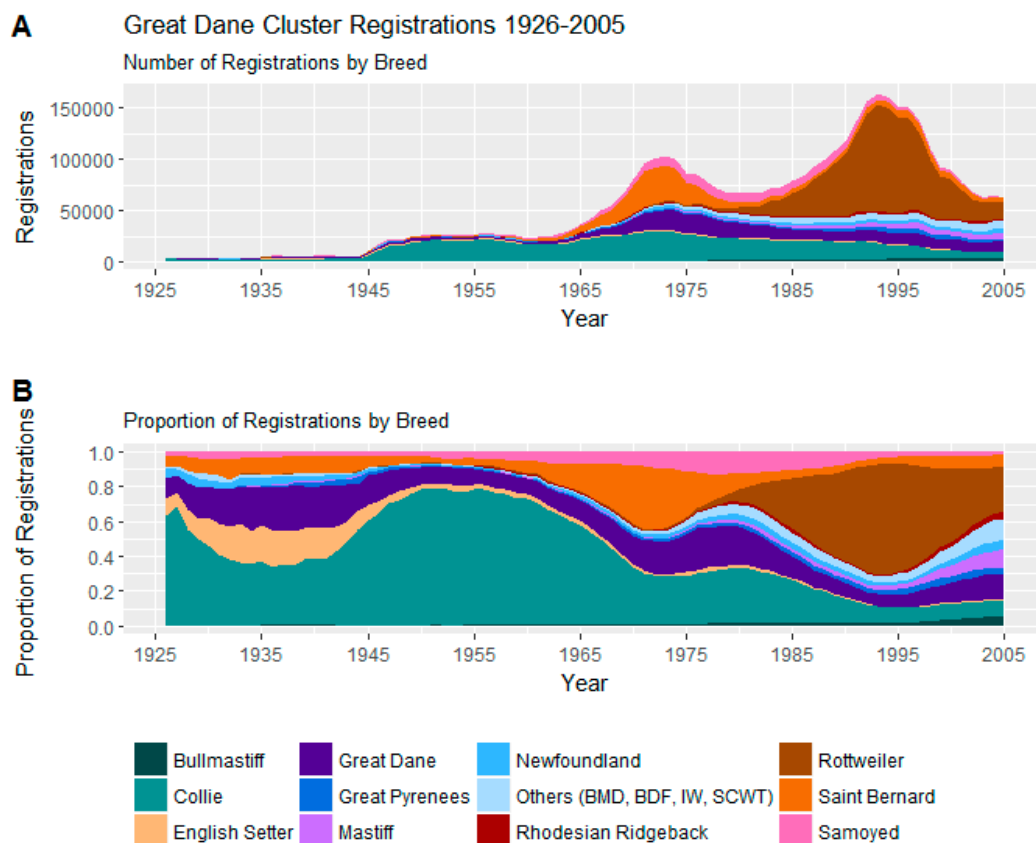 A
Great Dane Cluster Registrations 1926-2005
Number of Registrations by Breed
Registrations
150000
100000
50000
0
1925 1935 1945 1955 1965 1975 1985 1995 2005
Year
B
Proportion of Registrations by Breed
Proportion of Registrations
1.0
0.8
0.6
0.4
0.2
0.0
1925 1935 1945 1955 1965 1975 1985 1995 2005
Year
Bullmastiff Great Dane Newfoundland Rottweiler
Collie Great Pyrenees Others (BMD, BDF, IW, SCWT) Saint Bernard
English Setter Mastiff Rhodesian Ridgeback Samoyed